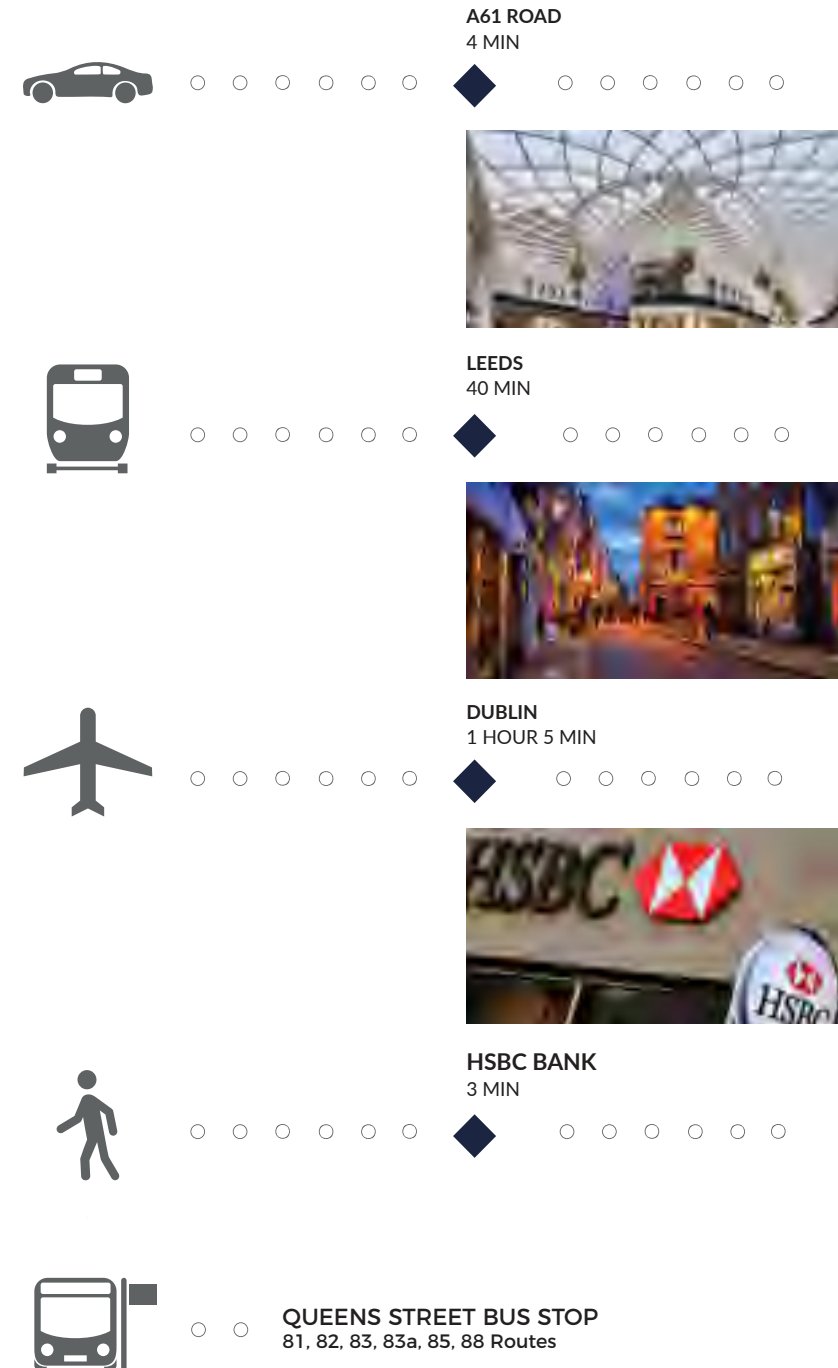 A61 ROAD
4 MIN
LEEDS
40 MIN
DUBLIN
1 HOUR 5 MIN
HSBC
HSBC
HSBC BANK
3 MIN
QUEENS STREET BUS STOP
81, 82, 83, 83a, 85, 88 Routes